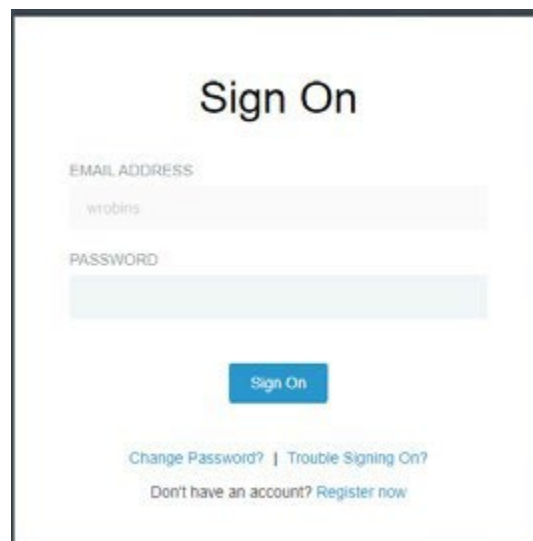 Sign On
EMAIL ADDRESS
wrobins
PASSWORD
Sign On
Change Password? | Trouble Signing On?
Don't have an account? Register now